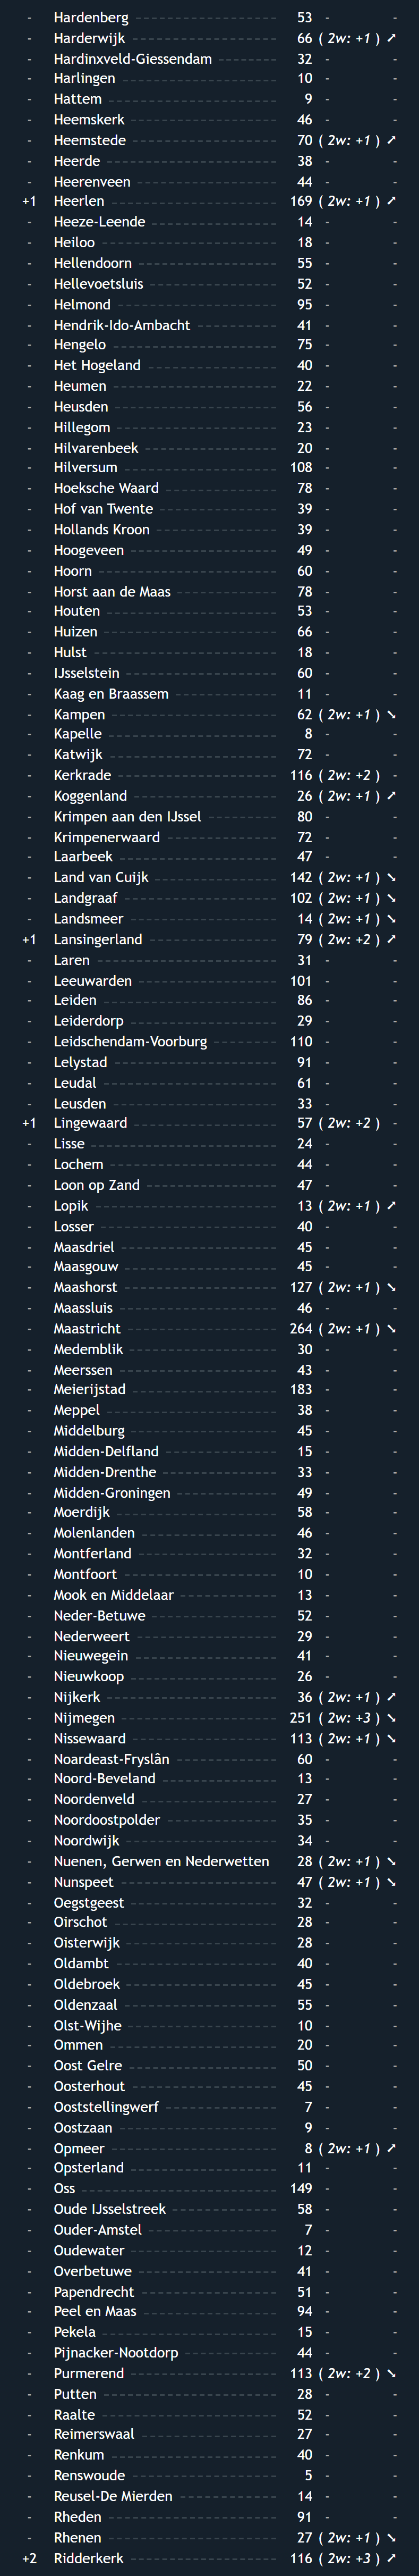 - Hardenberg 53 - -
- Harderwijk 66 ( 2w: +1 ) ➚
- Hardinxveld-Giessendam 32 - -
- Harlingen 10 - -
- Hattem 9 - -
- Heemskerk 46 - -
- Heemstede 70 ( 2w: +1 ) ➚
- Heerde 38 - -
- Heerenveen 44 - -
+1 Heerlen 169 ( 2w: +1 ) ➚
- Heeze-Leende 14 - -
- Heiloo 18 - -
- Hellendoorn 55 - -
- Hellevoetsluis 52 - -
- Helmond 95 - -
- Hendrik-Ido-Ambacht 41 - -
- Hengelo 75 - -
- Het Hogeland 40 - -
- Heumen 22 - -
- Heusden 56 - -
- Hillegom 23 - -
- Hilvarenbeek 20 - -
- Hilversum 108 - -
- Hoeksche Waard 78 - -
- Hof van Twente 39 - -
- Hollands Kroon 39 - -
- Hoogeveen 49 - -
- Hoorn 60 - -
- Horst aan de Maas 78 - -
- Houten 53 - -
- Huizen 66 - -
- Hulst 18 - -
- IJsselstein 60 - -
- Kaag en Braassem 11 - -
- Kampen 62 ( 2w: +1 ) ➘
- Kapelle 8 - -
- Katwijk 72 - -
- Kerkrade 116 ( 2w: +2 ) -
- Koggenland 26 ( 2w: +1 ) ➚
- Krimpen aan den IJssel 80 - -
- Krimpenerwaard 72 - -
- Laarbeek 47 - -
- Land van Cuijk 142 ( 2w: +1 ) ➘
- Landgraaf 102 ( 2w: +1 ) ➘
- Landsmeer 14 ( 2w: +1 ) ➘
+1 Lansingerland 79 ( 2w: +2 ) ➚
- Laren 31 - -
- Leeuwarden 101 - -
- Leiden 86 - -
- Leiderdorp 29 - -
- Leidschendam-Voorburg 110 - -
- Lelystad 91 - -
- Leudal 61 - -
- Leusden 33 - -
+1 Lingewaard 57 ( 2w: +2 ) -
- Lisse 24 - -
- Lochem 44 - -
- Loon op Zand 47 - -
- Lopik 13 ( 2w: +1 ) ➚
- Losser 40 - -
- Maasdriel 45 - -
- Maasgouw 45 - -
- Maashorst 127 ( 2w: +1 ) ➘
- Maassluis 46 - -
- Maastricht 264 ( 2w: +1 ) ➘
- Medemblik 30 - -
- Meerssen 43 - -
- Meierijstad 183 - -
- Meppel 38 - -
- Middelburg 45 - -
- Midden-Delfland 15 - -
- Midden-Drenthe 33 - -
- Midden-Groningen 49 - -
- Moerdijk 58 - -
- Molenlanden 46 - -
- Montferland 32 - -
- Montfoort 10 - -
- Mook en Middelaar 13 - -
- Neder-Betuwe 52 - -
- Nederweert 29 - -
- Nieuwegein 41 - -
- Nieuwkoop 26 - -
- Nijkerk 36 ( 2w: +1 ) ➚
- Nijmegen 251 ( 2w: +3 ) ➘
- Nissewaard 113 ( 2w: +1 ) ➘
- Noardeast-Fryslân 60 - -
- Noord-Beveland 13 - -
- Noordenveld 27 - -
- Noordoostpolder 35 - -
- Noordwijk 34 - -
- Nuenen, Gerwen en Nederwetten 28 ( 2w: +1 ) ➘
- Nunspeet 47 ( 2w: +1 ) ➘
- Oegstgeest 32 - -
- Oirschot 28 - -
- Oisterwijk 28 - -
- Oldambt 40 - -
- Oldebroek 45 - -
- Oldenzaal 55 - -
- Olst-Wijhe 10 - -
- Ommen 20 - -
- Oost Gelre 50 - -
- Oosterhout 45 - -
- Ooststellingwerf 7 - -
- Oostzaan 9 - -
- Opmeer 8 ( 2w: +1 ) ➚
- Opsterland 11 - -
- Oss 149 - -
- Oude IJsselstreek 58 - -
- Ouder-Amstel 7 - -
- Oudewater 12 - -
- Overbetuwe 41 - -
- Papendrecht 51 - -
- Peel en Maas 94 - -
- Pekela 15 - -
- Pijnacker-Nootdorp 44 - -
- Purmerend 113 ( 2w: +2 ) ➘
- Putten 28 - -
- Raalte 52 - -
- Reimerswaal 27 - -
- Renkum 40 - -
- Renswoude 5 - -
- Reusel-De Mierden 14 - -
- Rheden 91 - -
- Rhenen 27 ( 2w: +1 ) ➘
+2 Ridderkerk 116 ( 2w: +3 ) ➚